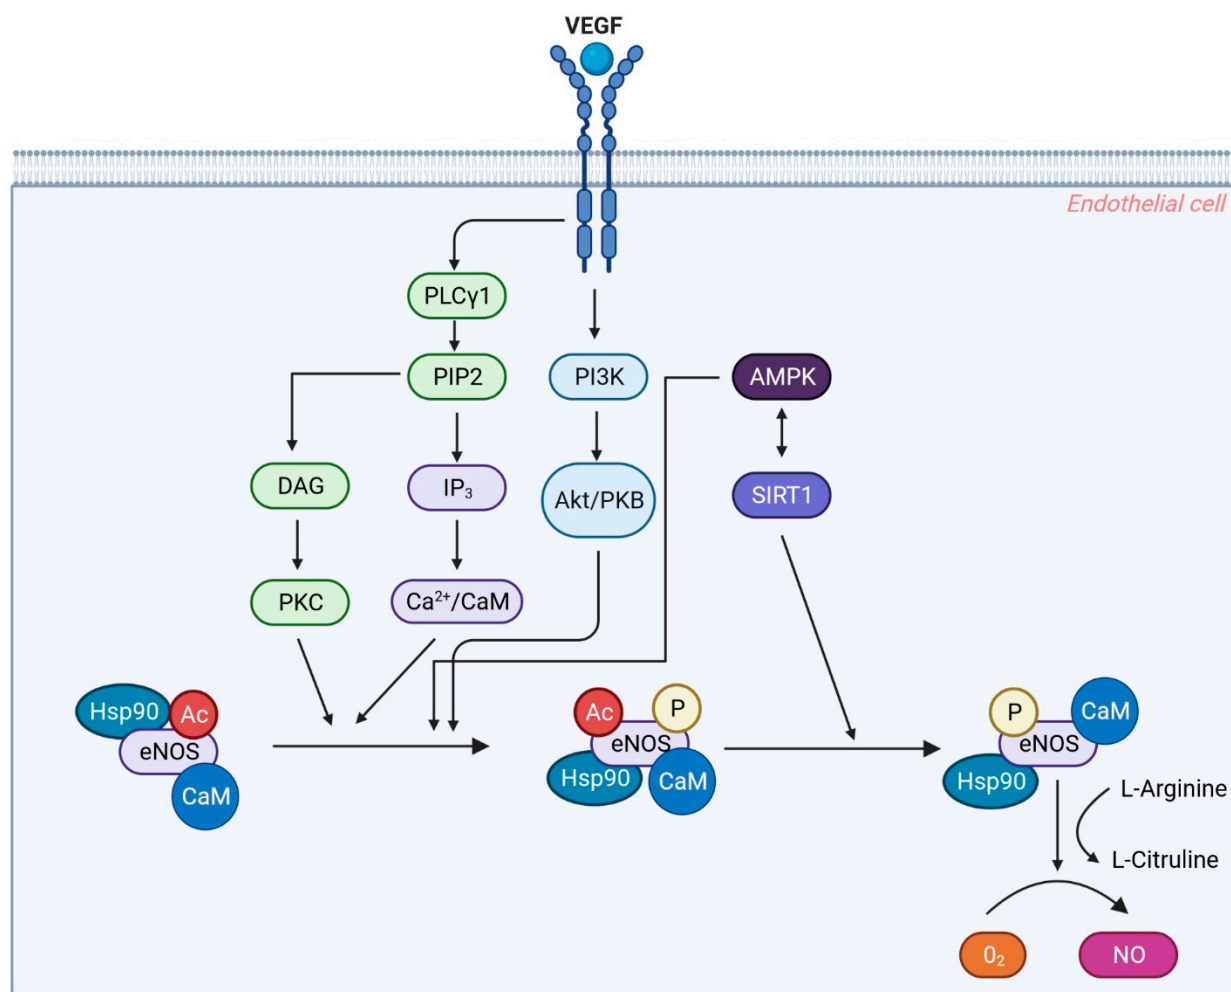 VEGF
Endothelial cell
PLCγ1
PIP2
PI3K
AMPK
DAG
IP₃
Akt/PKB
SIRT1
PKC
Ca²⁺/CaM
Hsp90
Ac
eNOS
CaM
Ac
P
eNOS
Hsp90
CaM
P
CaM
eNOS
Hsp90
L-Arginine
L-Citruline
0₂
NO